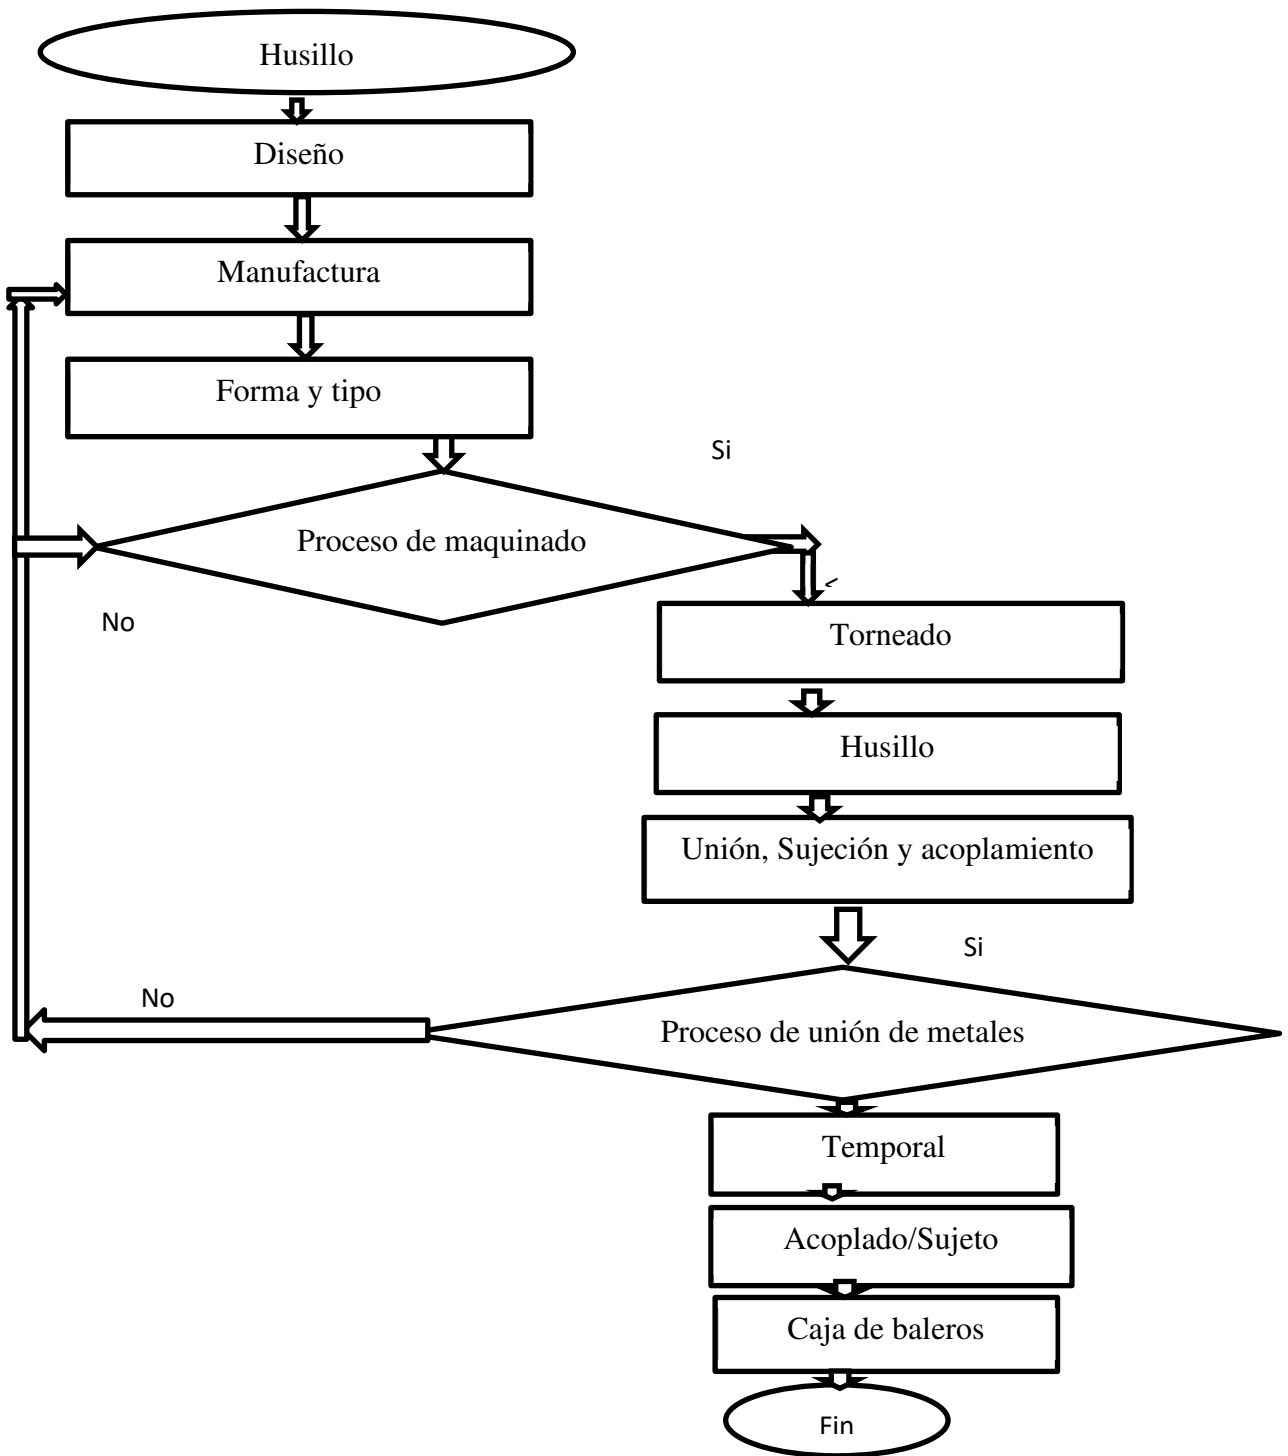 Husillo
Diseño
Manufactura
Forma y tipo
Si
Proceso de maquinado
No
Torneado
Husillo
Unión, Sujeción y acoplamiento
Si
No
Proceso de unión de metales
Temporal
Acoplado/Sujeto
Caja de baleros
Fin